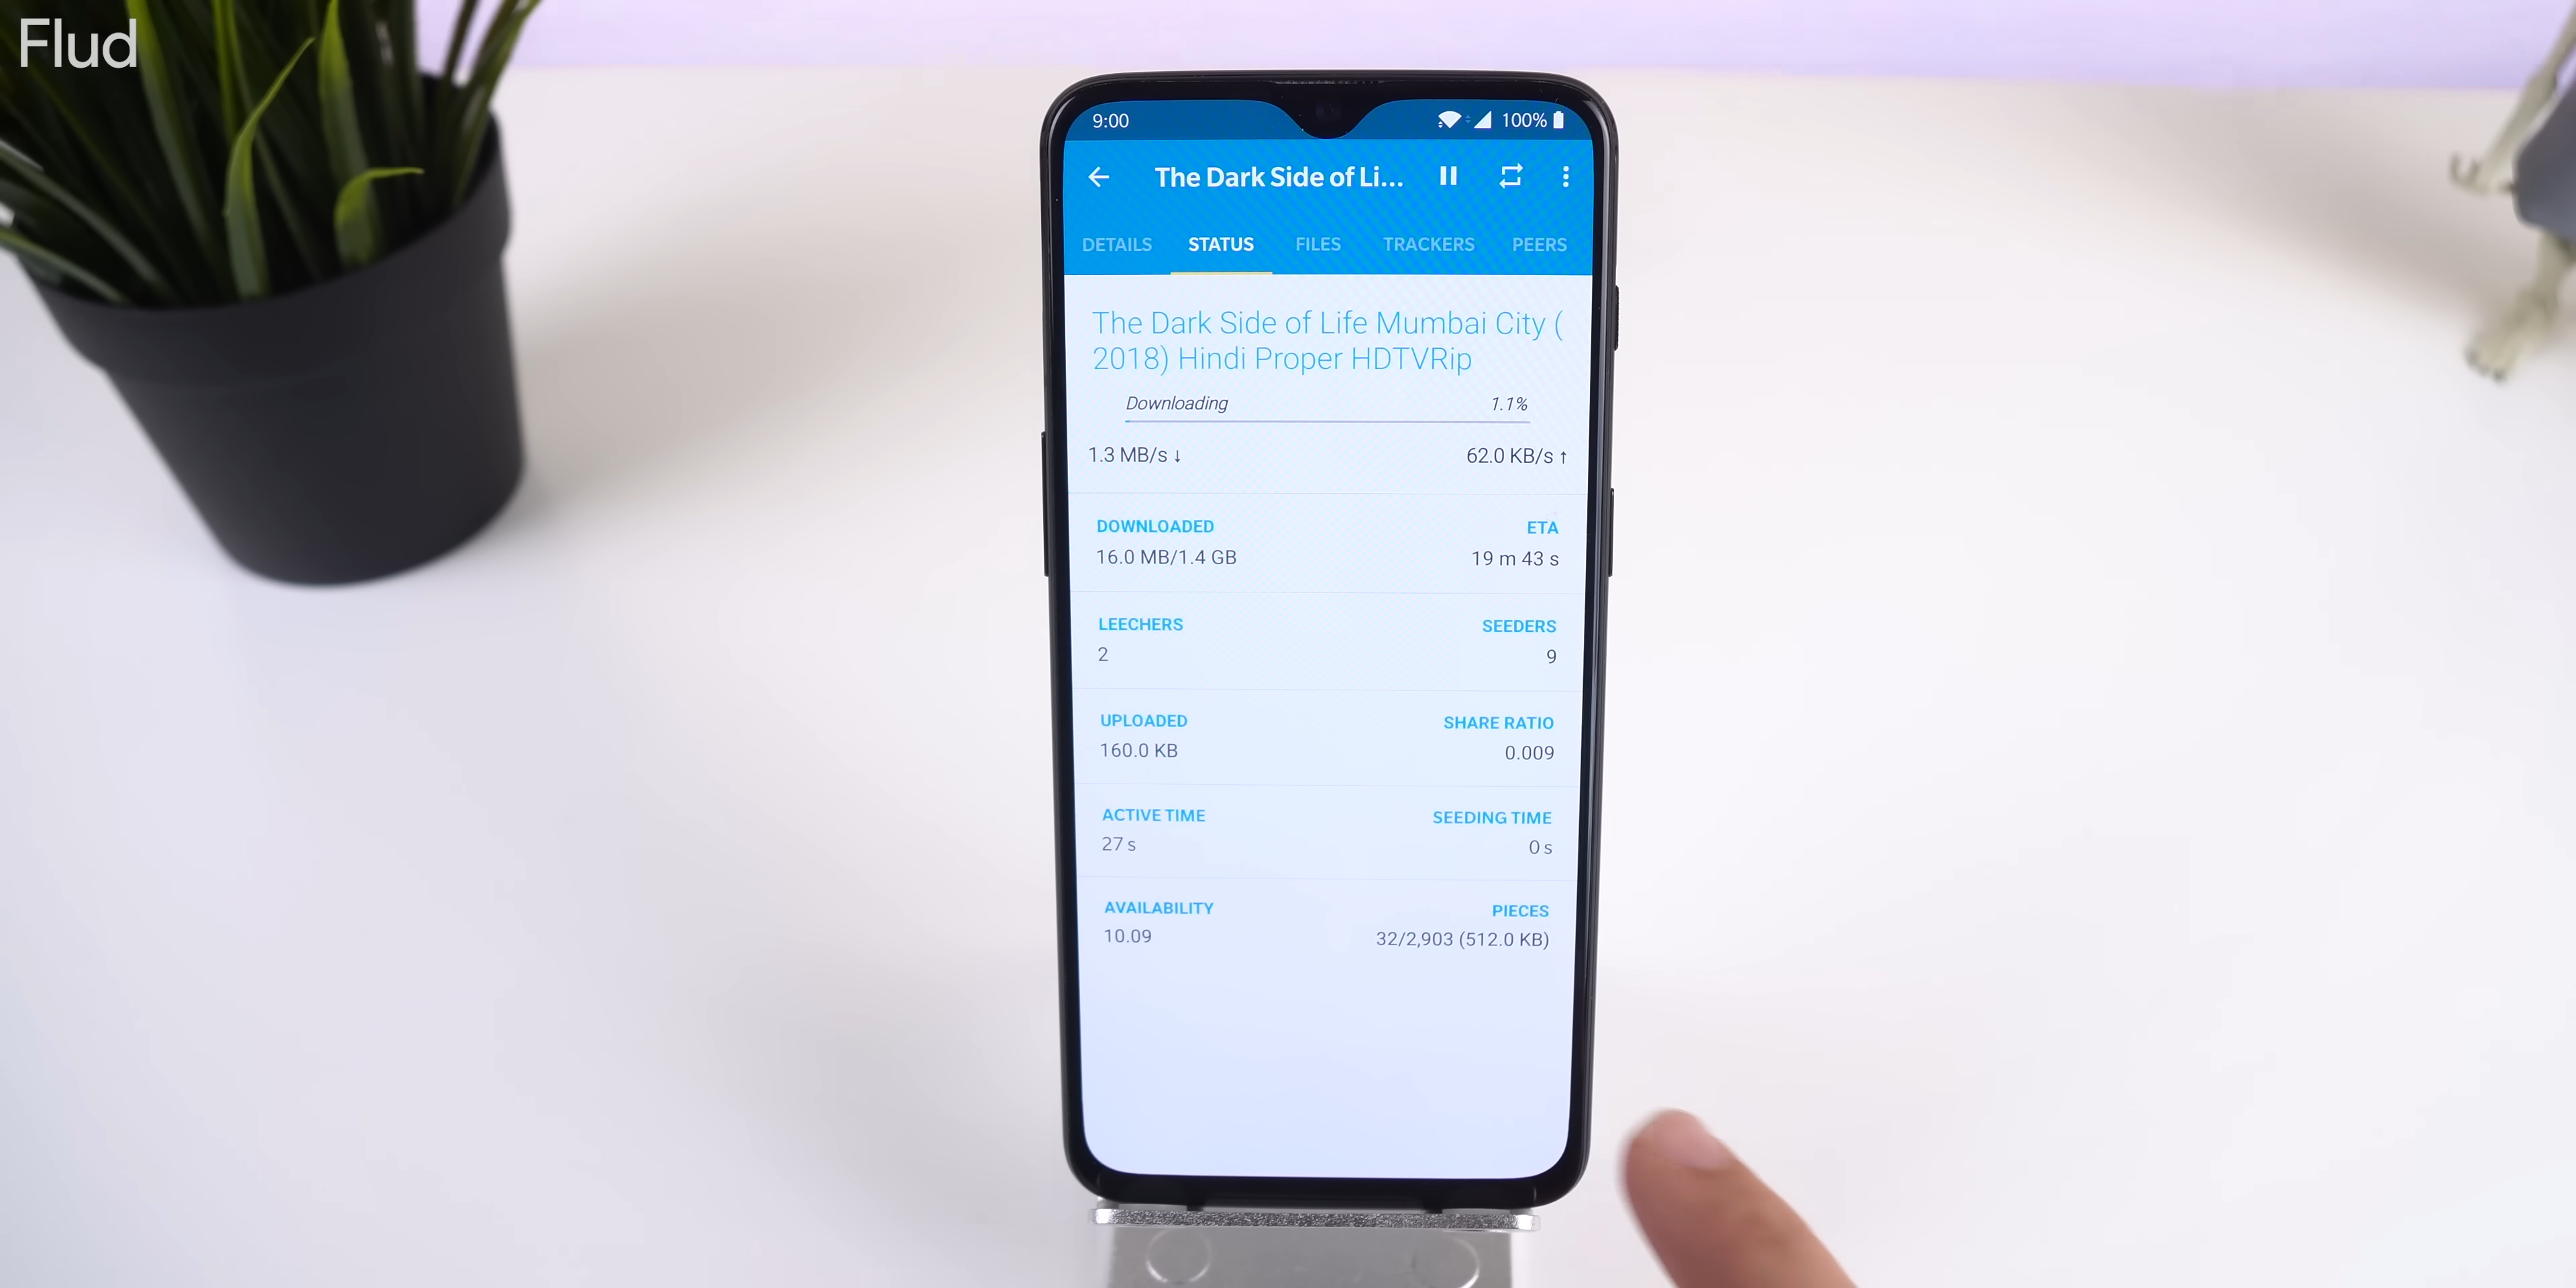 Flud
9:00
100%
The Dark Side of Li...
DETAILS STATUS FILES TRACKERS PEERS
The Dark Side of Life Mumbai City (
2018) Hindi Proper HDTVRip
Downloading 1.1%
1.3 MB/s ↓ 62.0 KB/s ↑
DOWNLOADED ETA
16.0 MB/1.4 GB 19 m 43 s
LEECHERS SEEDERS
2 9
UPLOADED SHARE RATIO
160.0 KB 0.009
ACTIVE TIME SEEDING TIME
27 s 0 s
AVAILABILITY PIECES
10.09 32/2,903 (512.0 KB)